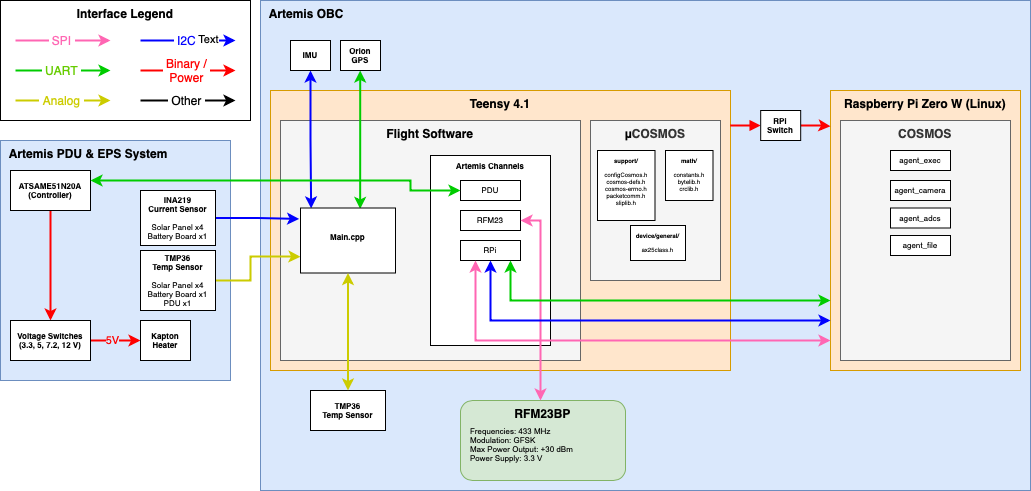 Interface Legend
SPI
I2C Text
UART
Binary /
Power
Analog
Other
Artemis OBC
IMU
Orion
GPS
Teensy 4.1
Flight Software
Artemis Channels
PDU
RFM23
RPi
Main.cpp
µCOSMOS
support/
configCosmos.h
cosmos-defs.h
cosmos-errno.h
packetcomm.h
sliplib.h
math/
constants.h
bytelib.h
crclib.h
device/general/
ax25class.h
RPi
Switch
Raspberry Pi Zero W (Linux)
COSMOS
agent_exec
agent_camera
agent_adcs
agent_file
Artemis PDU & EPS System
ATSAME51N20A
(Controller)
INA219
Current Sensor
Solar Panel x4
Battery Board x1
TMP36
Temp Sensor
Solar Panel x4
Battery Board x1
PDU x1
Voltage Switches
(3.3, 5, 7.2, 12 V)
5V
Kapton
Heater
TMP36
Temp Sensor
RFM23BP
Frequencies: 433 MHz
Modulation: GFSK
Max Power Output: +30 dBm
Power Supply: 3.3 V